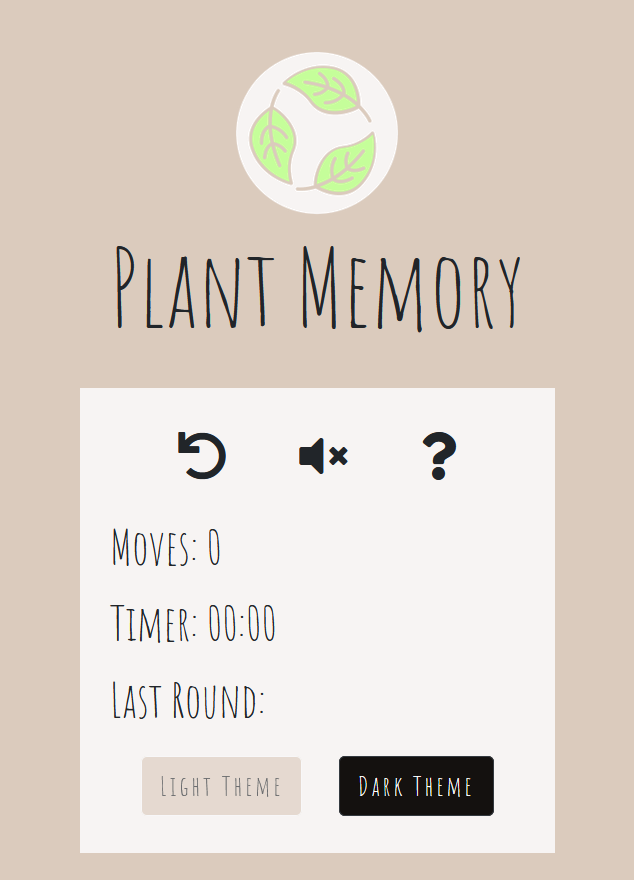 Plant Memory
Moves: 0
Timer: 00:00
Last Round:
Light Theme
Dark Theme